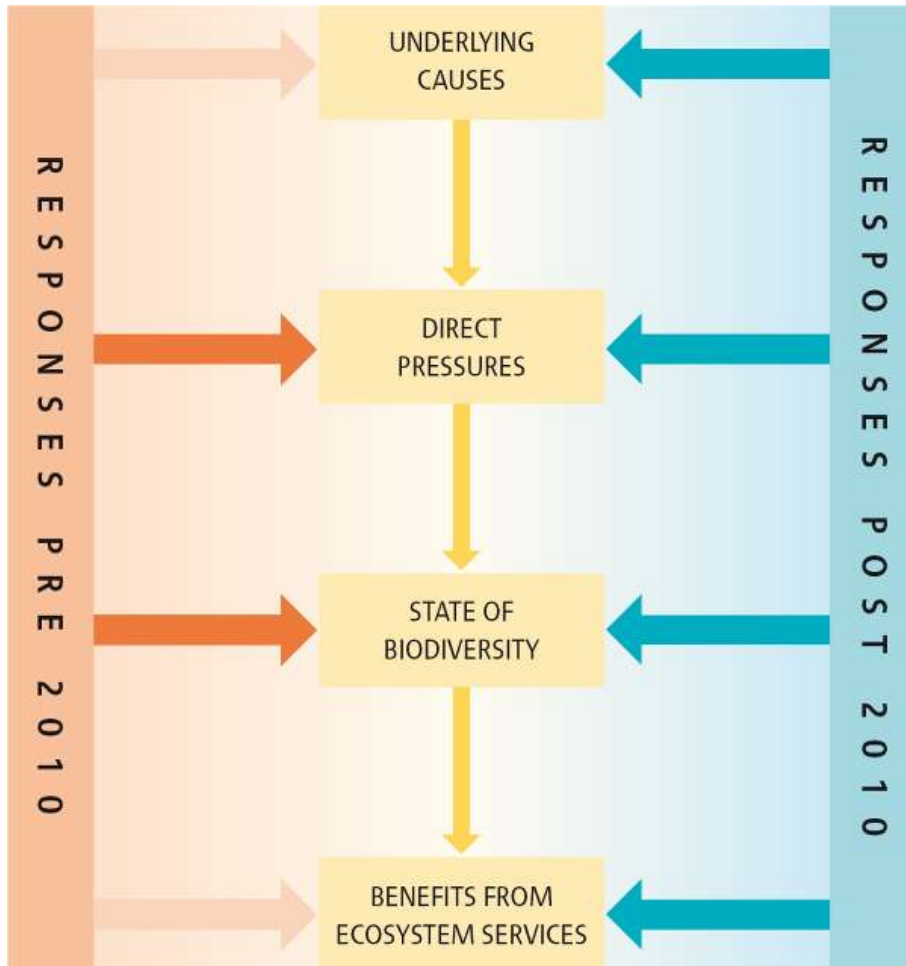 RESPONSES PRE 2010
UNDERLYING
CAUSES
DIRECT
PRESSURES
STATE OF
BIODIVERSITY
BENEFITS FROM
ECOSYSTEM SERVICES
RESPONSES POST 2010